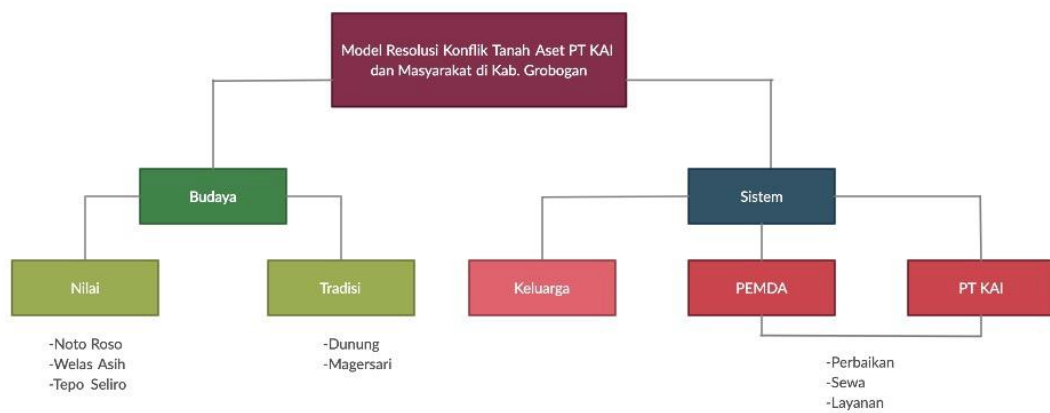 Model Resolusi Konflik Tanah Aset PT KAI
dan Masyarakat di Kab. Grobogan
Budaya
Sistem
Nilai
Tradisi
Keluarga
PEMDA
PT KAI
-Noto Roso
-Welas Asih
-Tepo Seliro
-Dunung
-Magersari
-Perbaikan
-Sewa
-Layanan